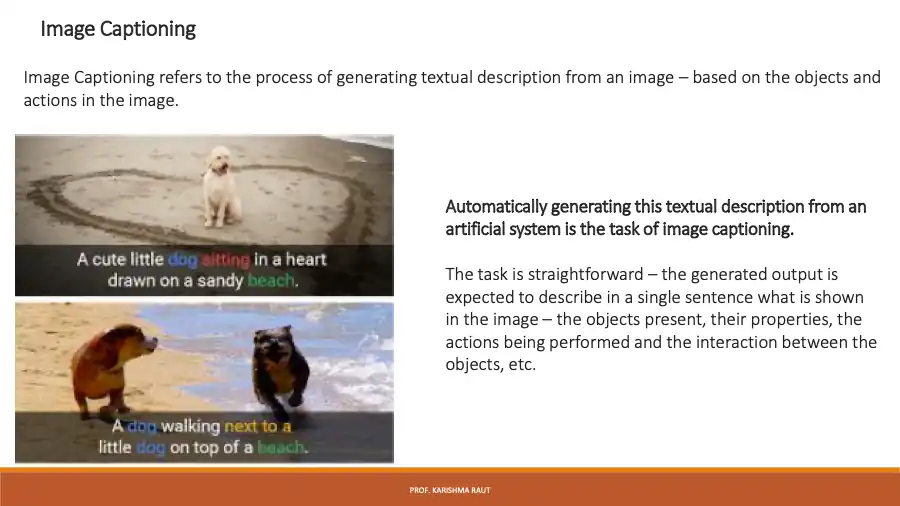 Image Captioning
Image Captioning refers to the process of generating textual description from an image – based on the objects and
actions in the image.
A cute little dog sitting in a heart
drawn on a sandy beach.
A dog walking next to a
little dog on top of a beach.
Automatically generating this textual description from an
artificial system is the task of image captioning.
The task is straightforward – the generated output is
expected to describe in a single sentence what is shown
in the image – the objects present, their properties, the
actions being performed and the interaction between the
objects, etc.
PROF. KARISHMA RAUT